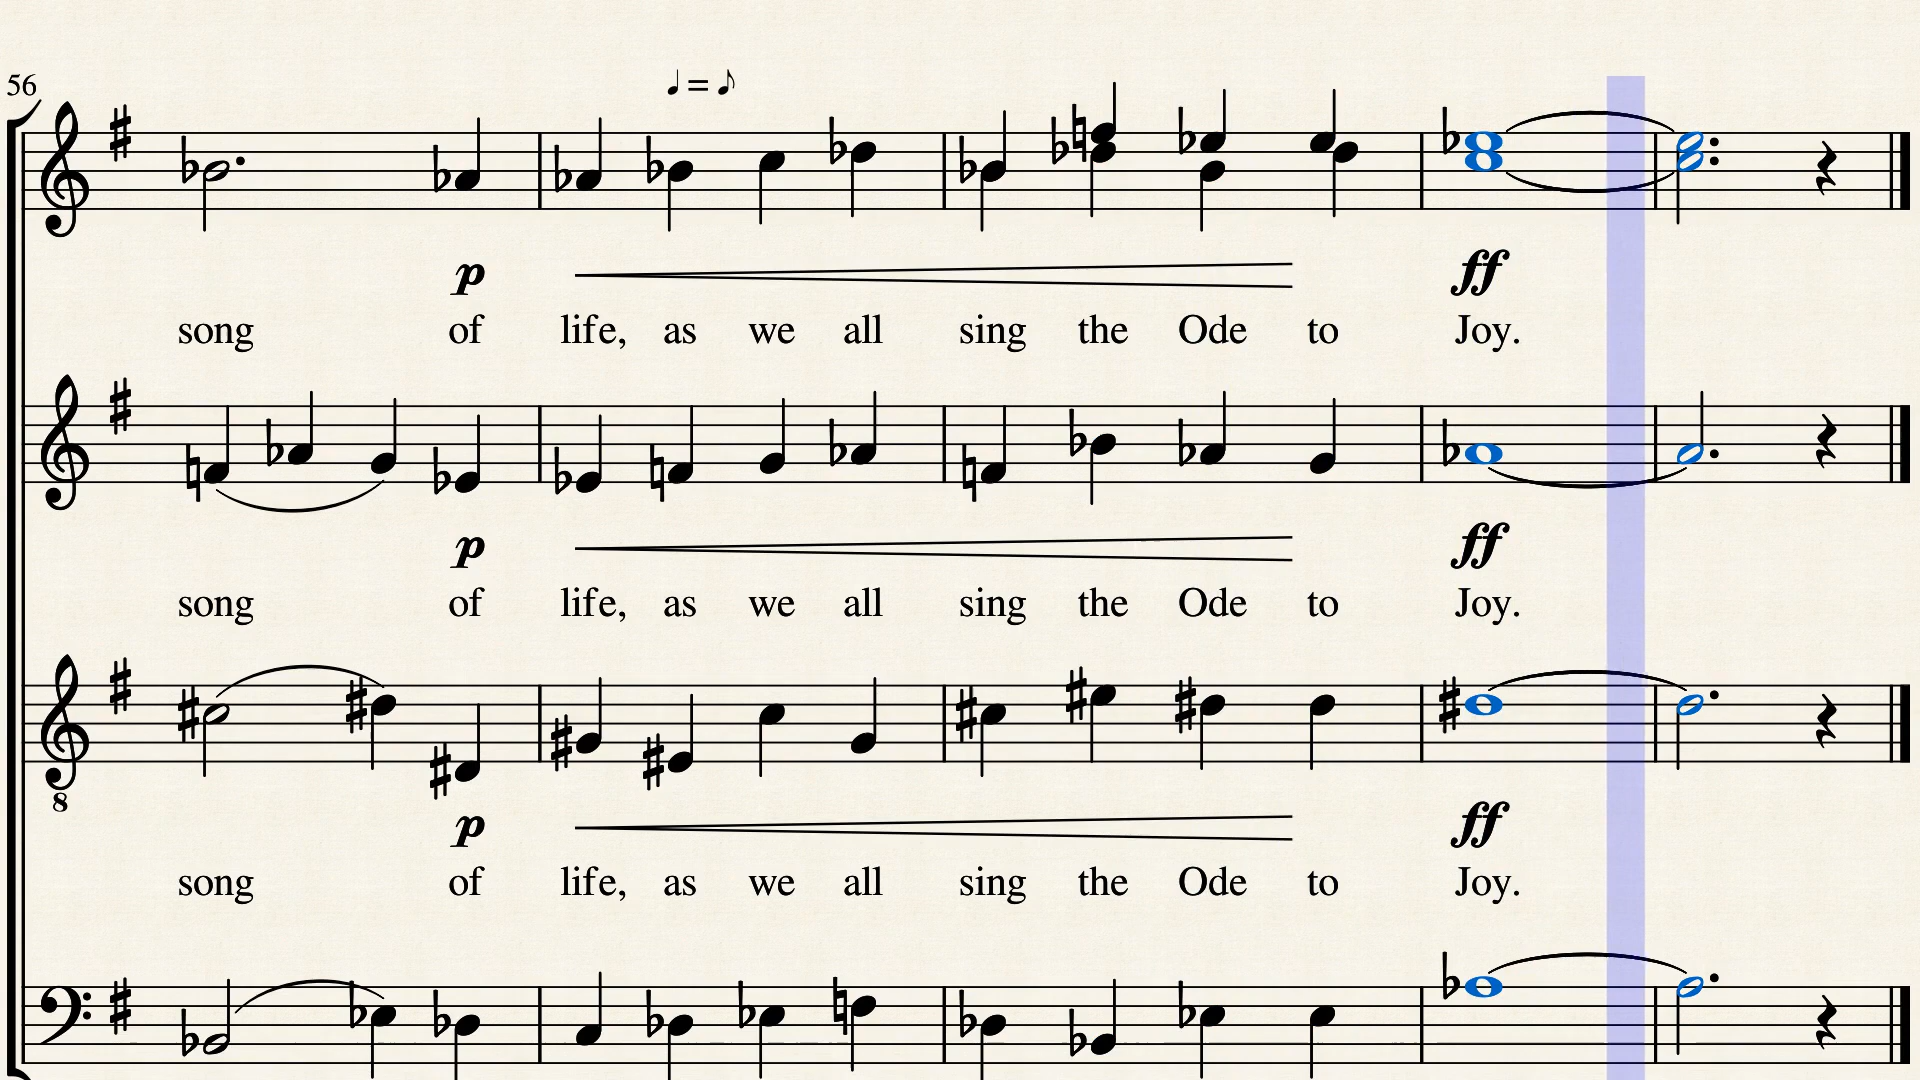 56
♩ = ♪
p ff
song of life, as we all sing the Ode to Joy.
p ff
song of life, as we all sing the Ode to Joy.
8
p ff
song of life, as we all sing the Ode to Joy.